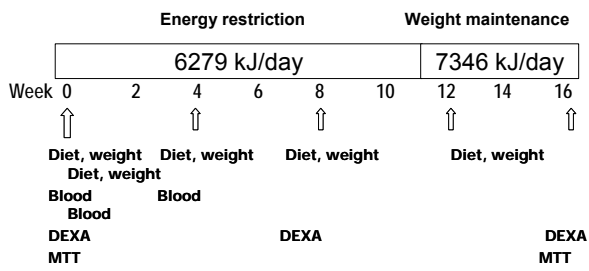 Energy restriction Weight maintenance
6279 kJ/day 7346 kJ/day
Week 0 2 4 6 8 10 12 14 16
Diet, weight Diet, weight Diet, weight Diet, weight
Diet, weight
Blood Blood
Blood
DEXA DEXA DEXA
MTT MTT